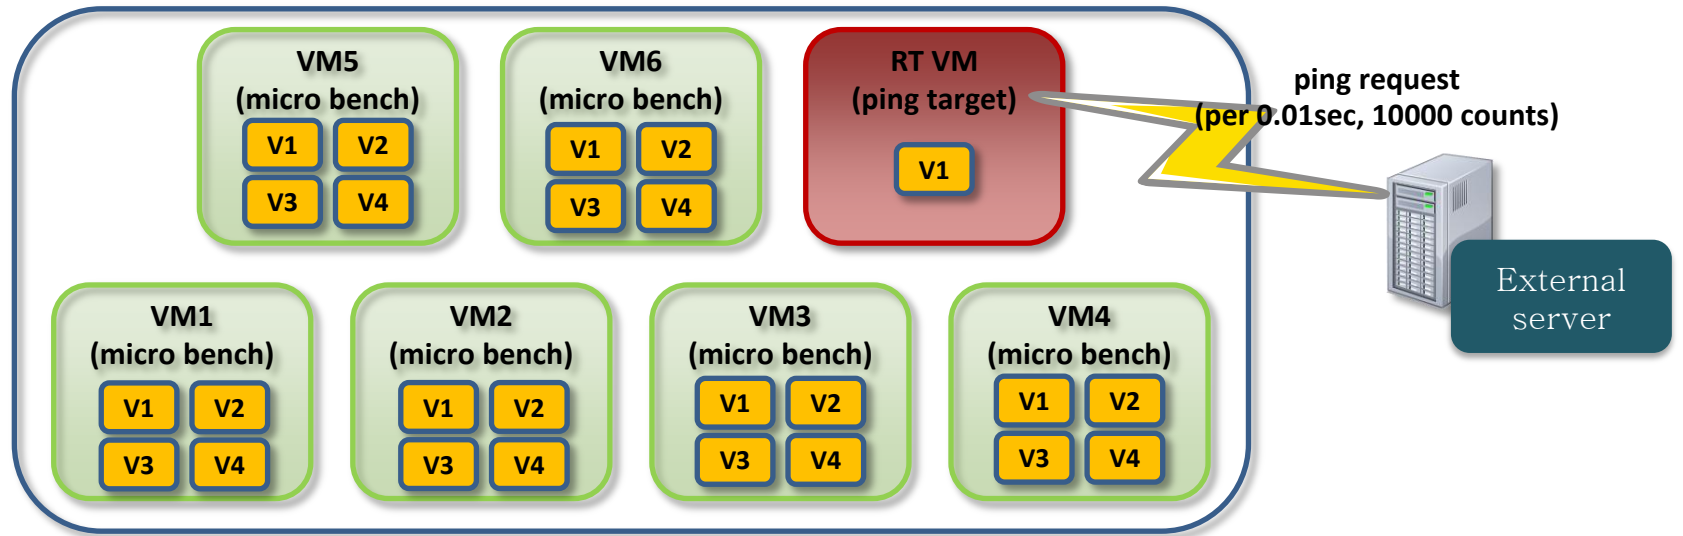 VM5
(micro bench)
V1
V2
V3
V4
VM6
(micro bench)
V1
V2
V3
V4
RT VM
(ping target)
V1
ping request
(per 0.01sec, 10000 counts)
External
server
VM1
(micro bench)
V1
V2
V3
V4
VM2
(micro bench)
V1
V2
V3
V4
VM3
(micro bench)
V1
V2
V3
V4
VM4
(micro bench)
V1
V2
V3
V4